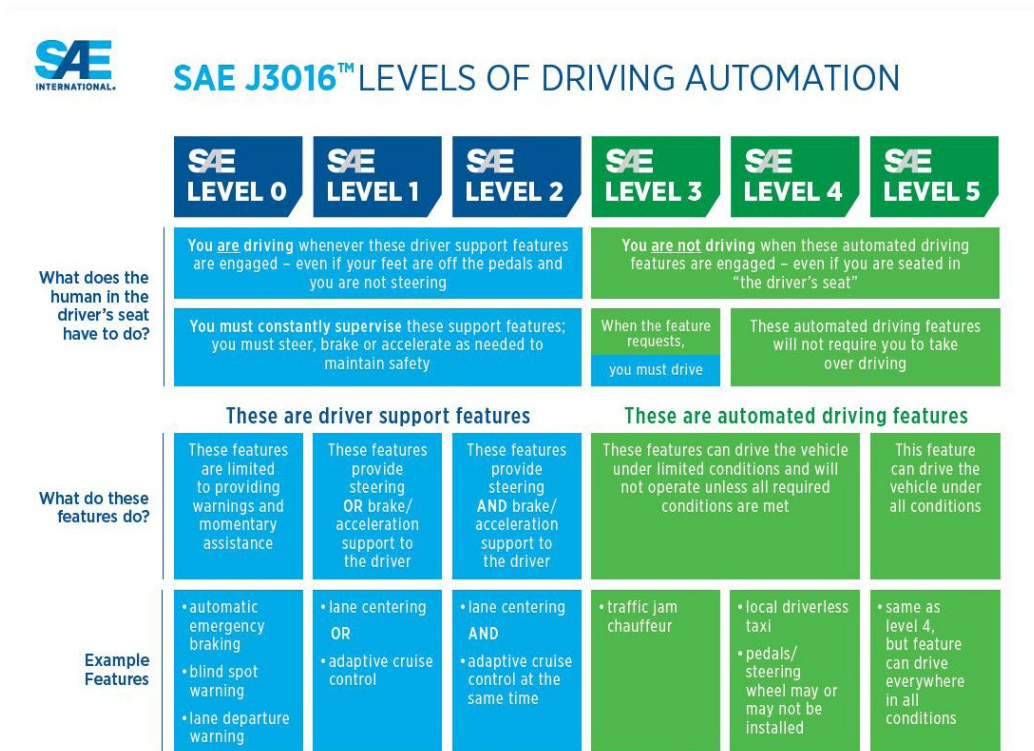 SAE
INTERNATIONAL®
SAE J3016™ LEVELS OF DRIVING AUTOMATION
SAE
LEVEL 0
SAE
LEVEL 1
SAE
LEVEL 2
SAE
LEVEL 3
SAE
LEVEL 4
SAE
LEVEL 5
What does the
human in the
driver's seat
have to do?
You are driving whenever these driver support features
are engaged – even if your feet are off the pedals and
you are not steering
You are not driving when these automated driving
features are engaged – even if you are seated in
“the driver's seat”
You must constantly supervise these support features;
you must steer, brake or accelerate as needed to
maintain safety
When the feature
requests,
you must drive
These automated driving features
will not require you to take
over driving
These are driver support features
These are automated driving features
What do these
features do?
These features
are limited
to providing
warnings and
momentary
assistance
These features
provide
steering
OR brake/
acceleration
support to
the driver
These features
provide
steering
AND brake/
acceleration
support to
the driver
These features can drive the vehicle
under limited conditions and will
not operate unless all required
conditions are met
This feature
can drive the
vehicle under
all conditions
Example
Features
• automatic
emergency
braking
• blind spot
warning
• lane departure
warning
• lane centering
OR
• adaptive cruise
control
• lane centering
AND
• adaptive cruise
control at the
same time
• traffic jam
chauffeur
• local driverless
taxi
• pedals/
steering
wheel may or
may not be
installed
• same as
level 4,
but feature
can drive
everywhere
in all
conditions